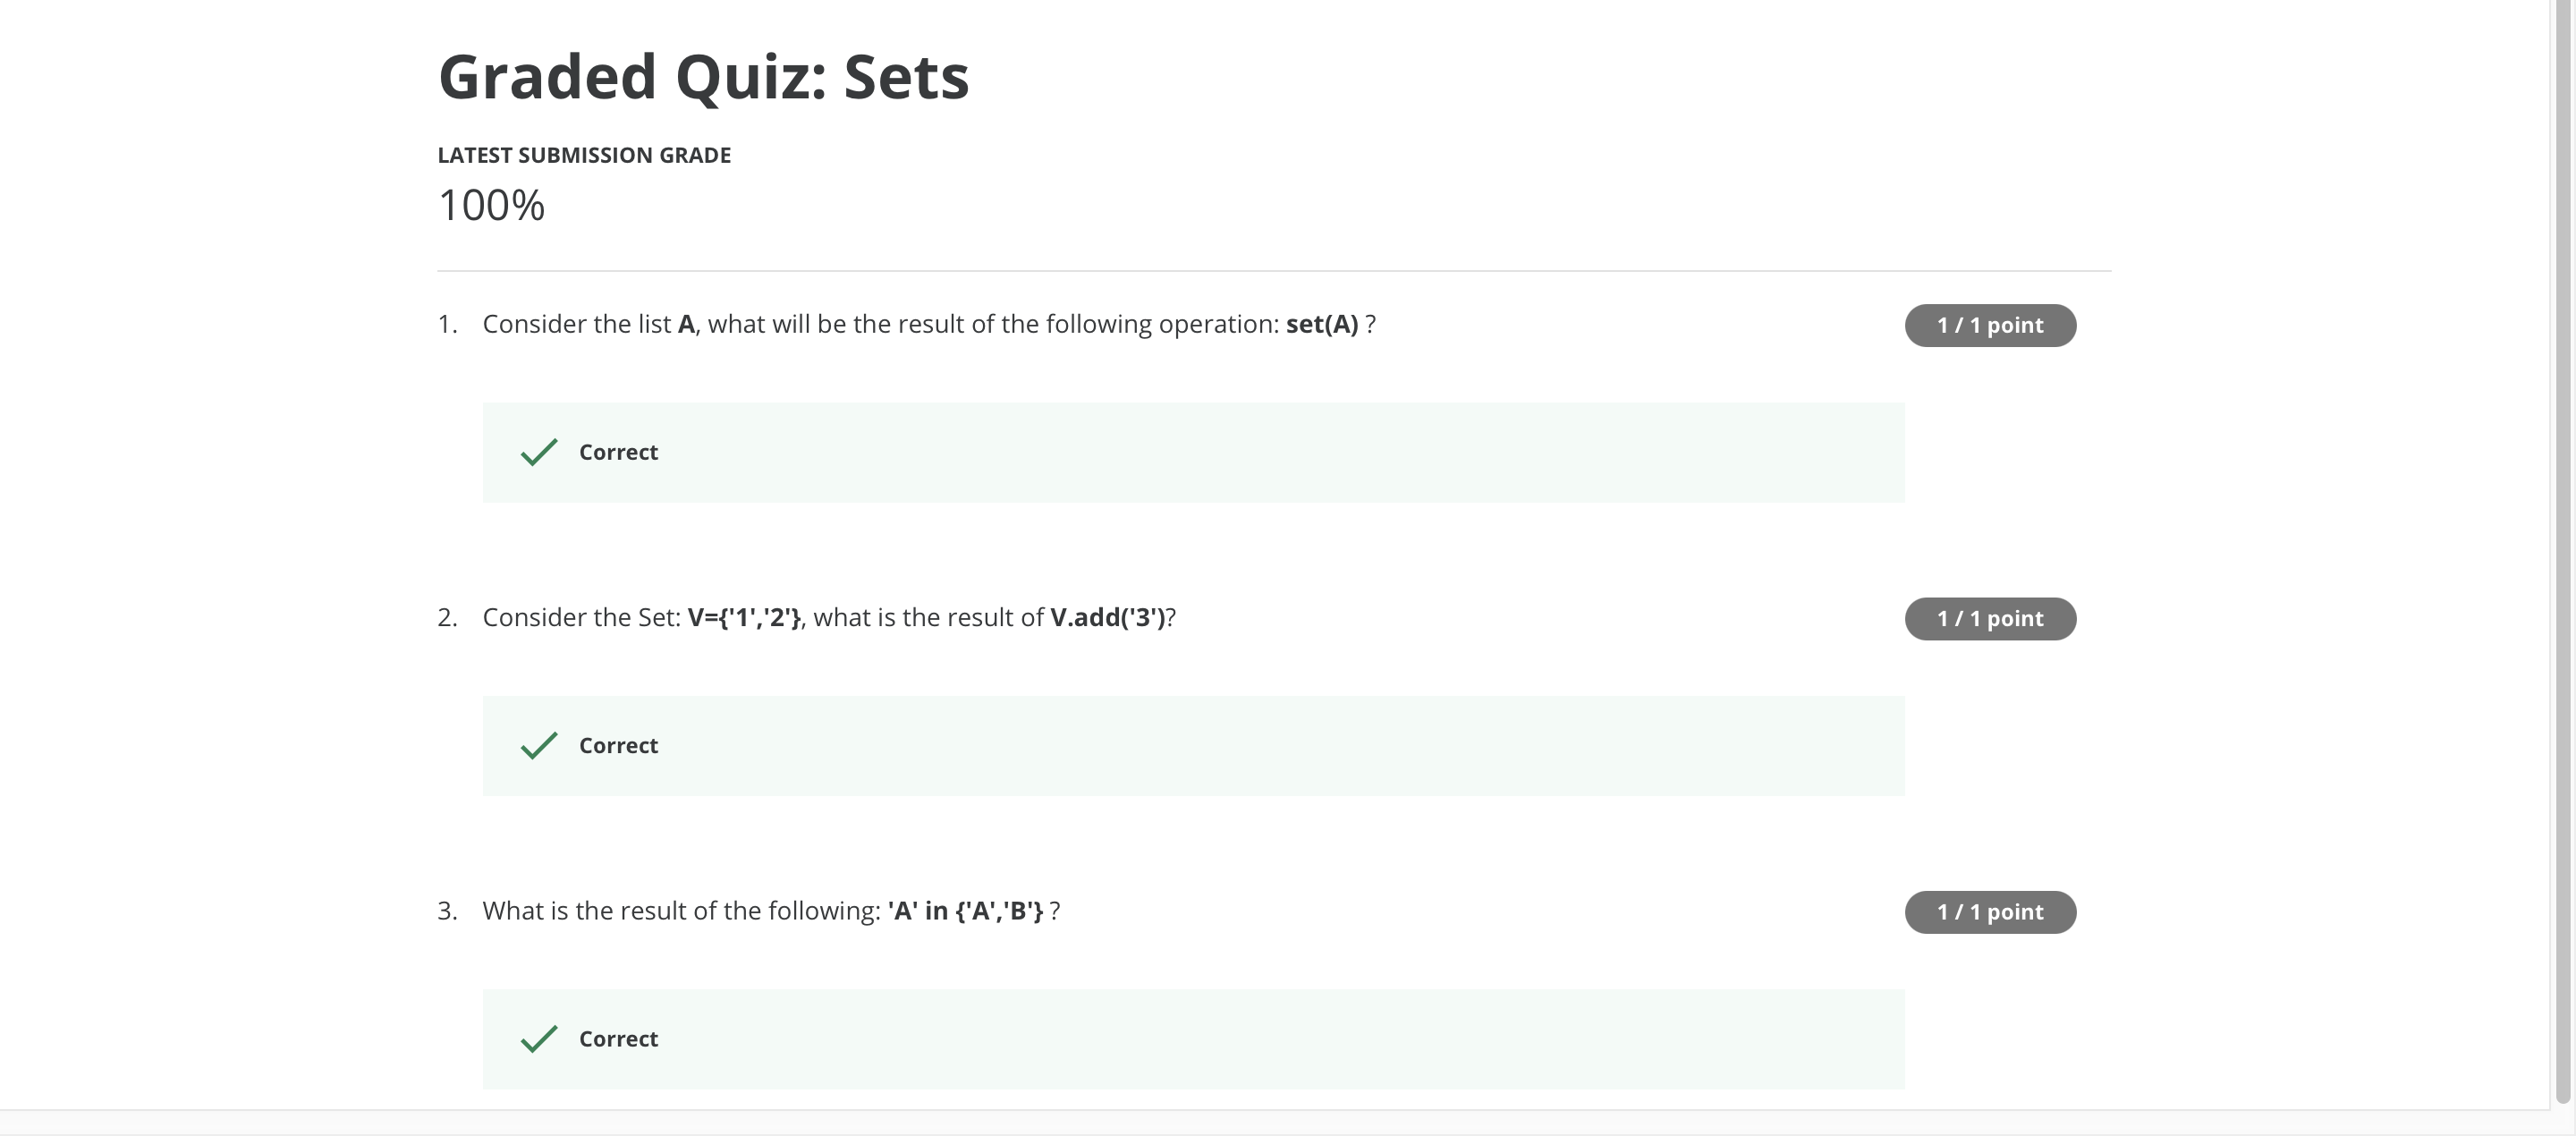 Graded Quiz: Sets
LATEST SUBMISSION GRADE
100%
1. Consider the list A, what will be the result of the following operation: set(A) ?
1 / 1 point
Correct
2. Consider the Set: V={'1','2'}, what is the result of V.add('3')?
1 / 1 point
Correct
3. What is the result of the following: 'A' in {'A','B'} ?
1 / 1 point
Correct